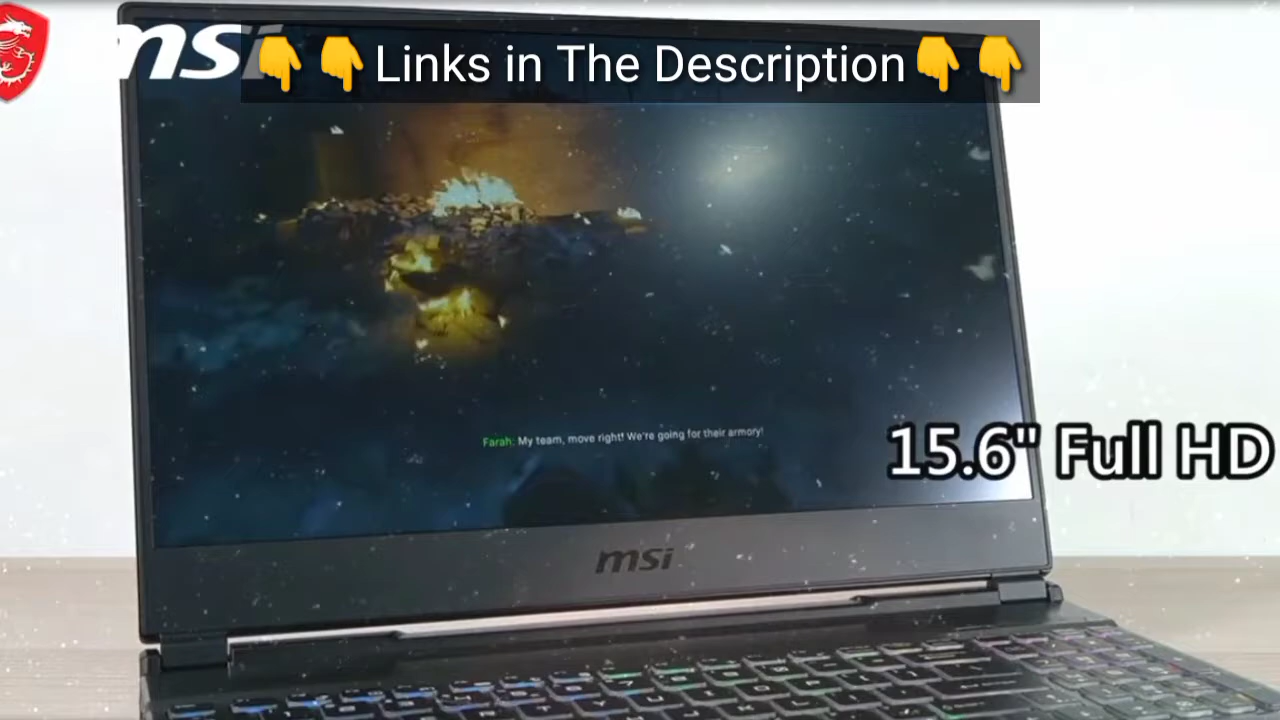 msi
👇👇Links in The Description👇👇
Farah: My team, move right! We're going for their armory!
15.6" Full HD
msi